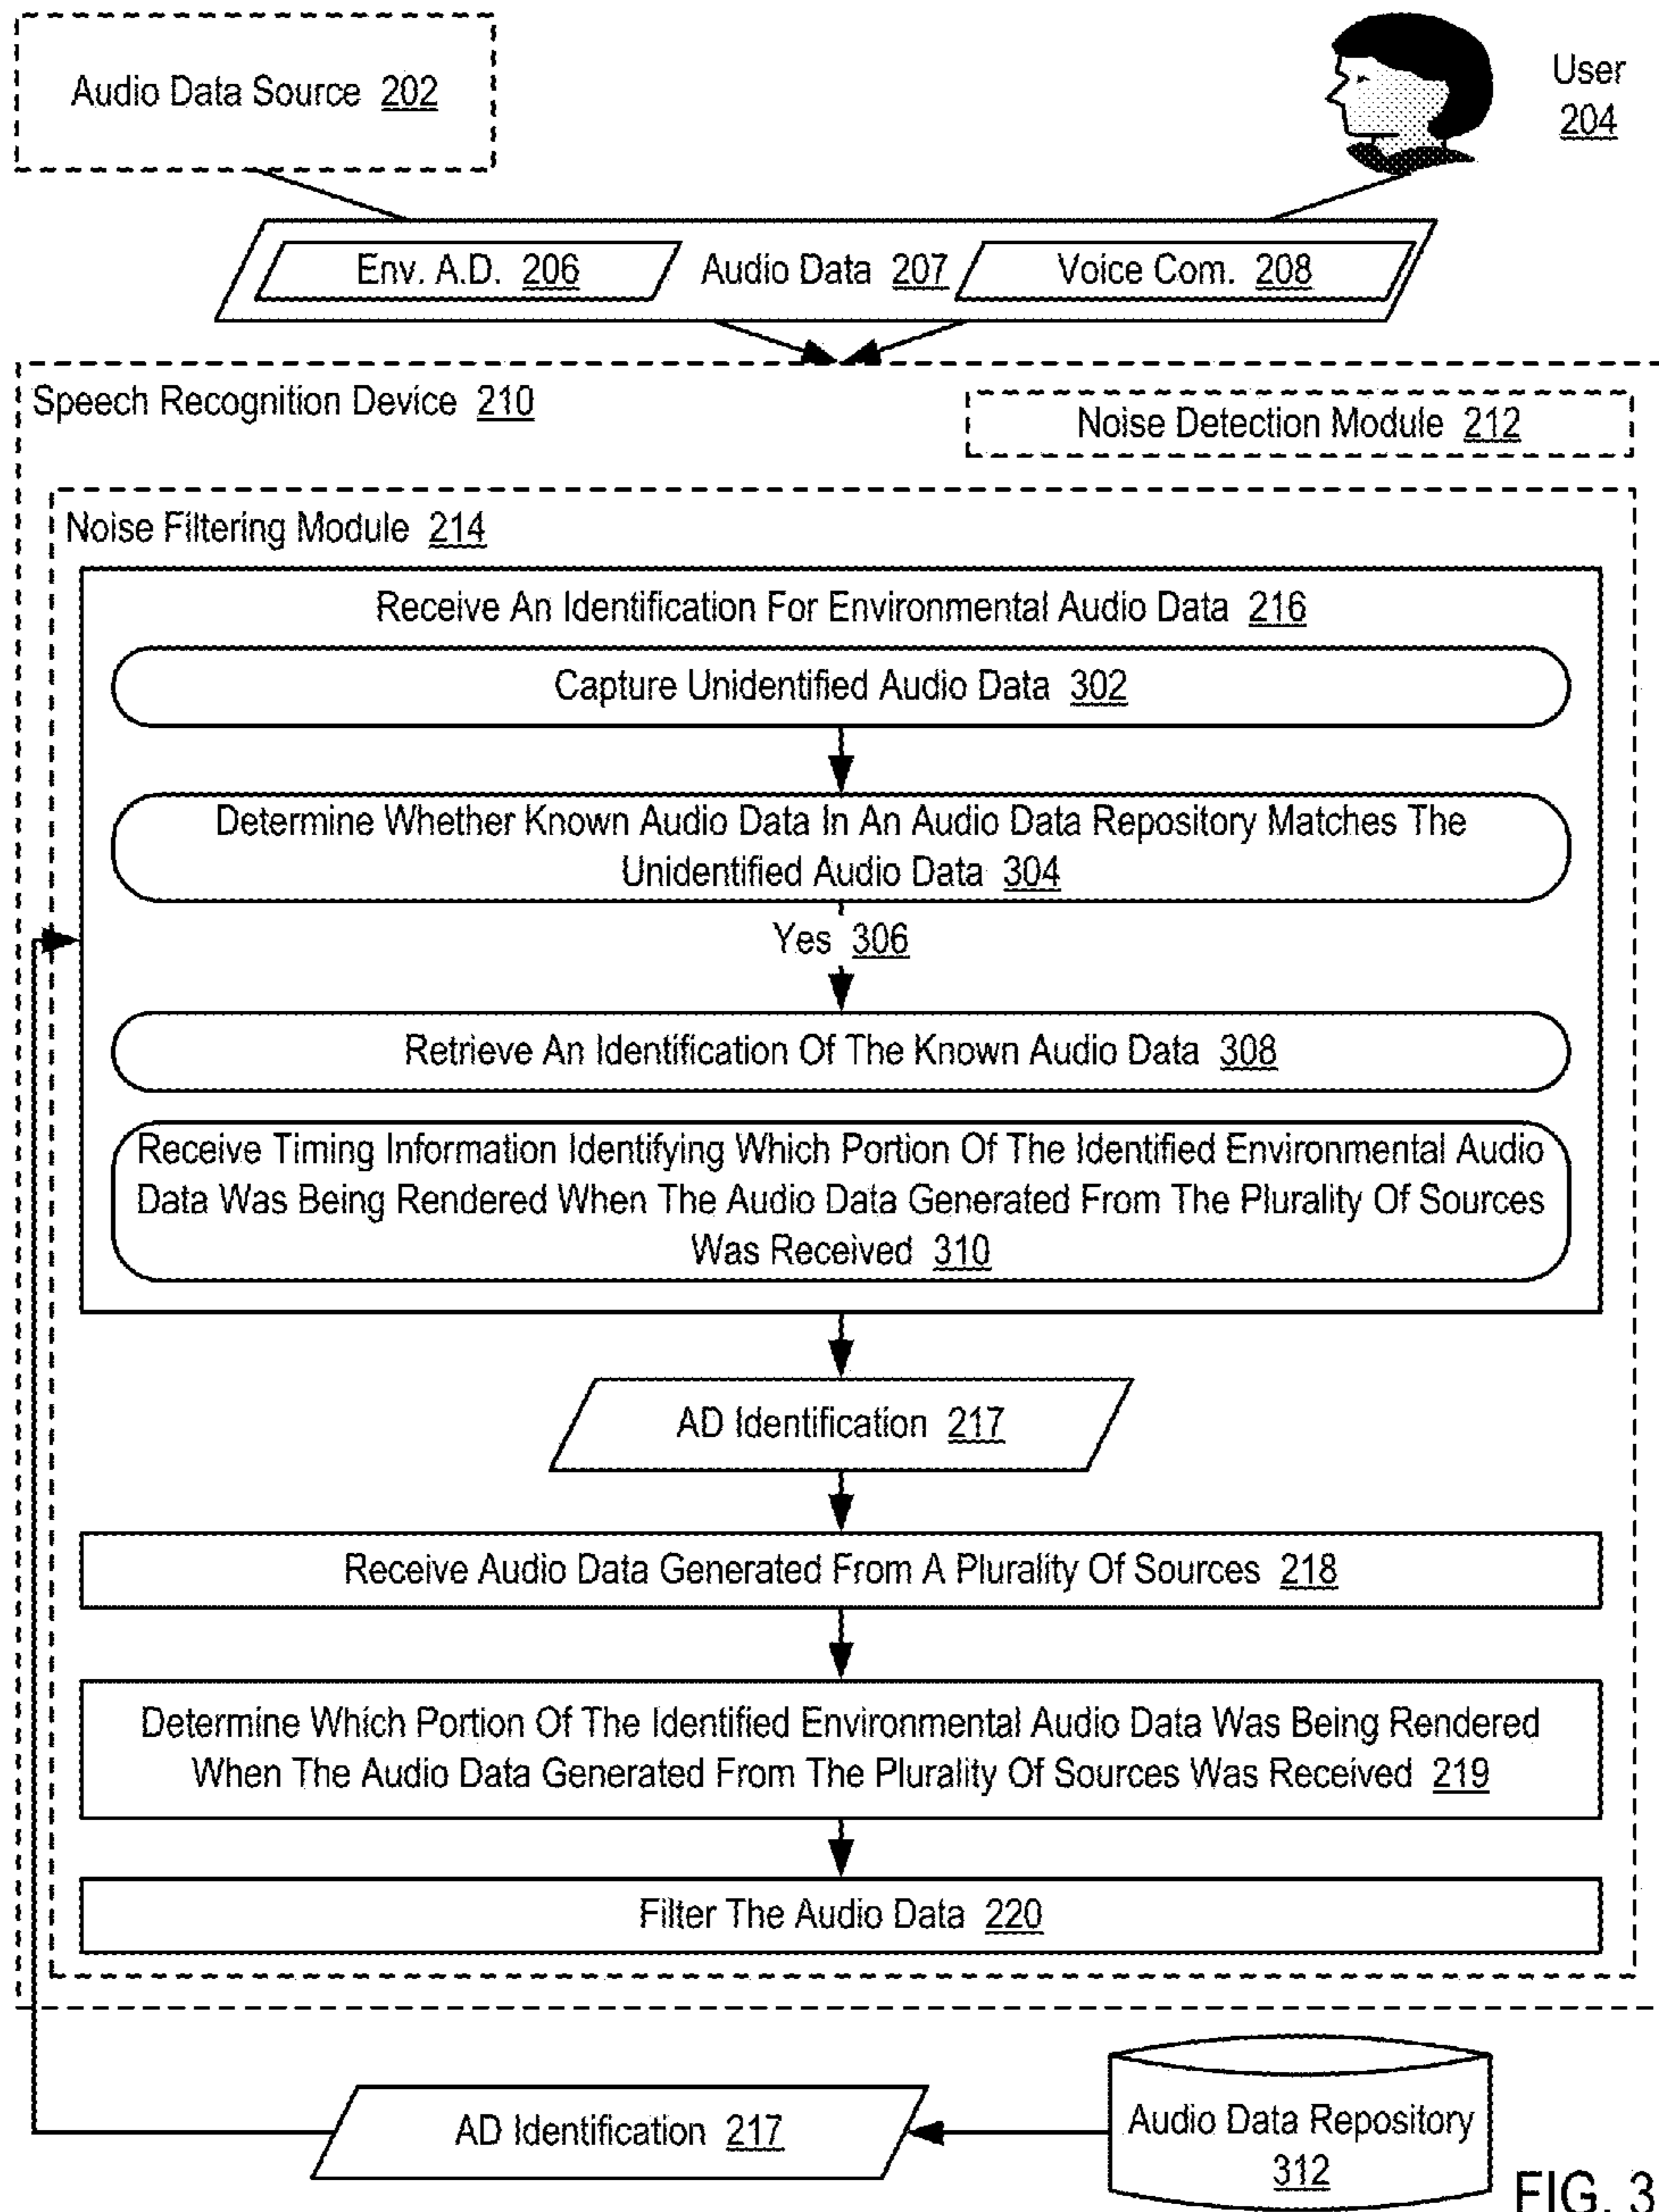 Audio Data Source 202
User
204
Env. A.D. 206
Audio Data 207
Voice Com. 208
Speech Recognition Device 210
Noise Detection Module 212
Noise Filtering Module 214
Receive An Identification For Environmental Audio Data 216
Capture Unidentified Audio Data 302
Determine Whether Known Audio Data In An Audio Data Repository Matches The
Unidentified Audio Data 304
Yes 306
Retrieve An Identification Of The Known Audio Data 308
Receive Timing Information Identifying Which Portion Of The Identified Environmental Audio
Data Was Being Rendered When The Audio Data Generated From The Plurality Of Sources
Was Received 310
AD Identification 217
Receive Audio Data Generated From A Plurality Of Sources 218
Determine Which Portion Of The Identified Environmental Audio Data Was Being Rendered
When The Audio Data Generated From The Plurality Of Sources Was Received 219
Filter The Audio Data 220
AD Identification 217
Audio Data Repository
312
FIG. 3